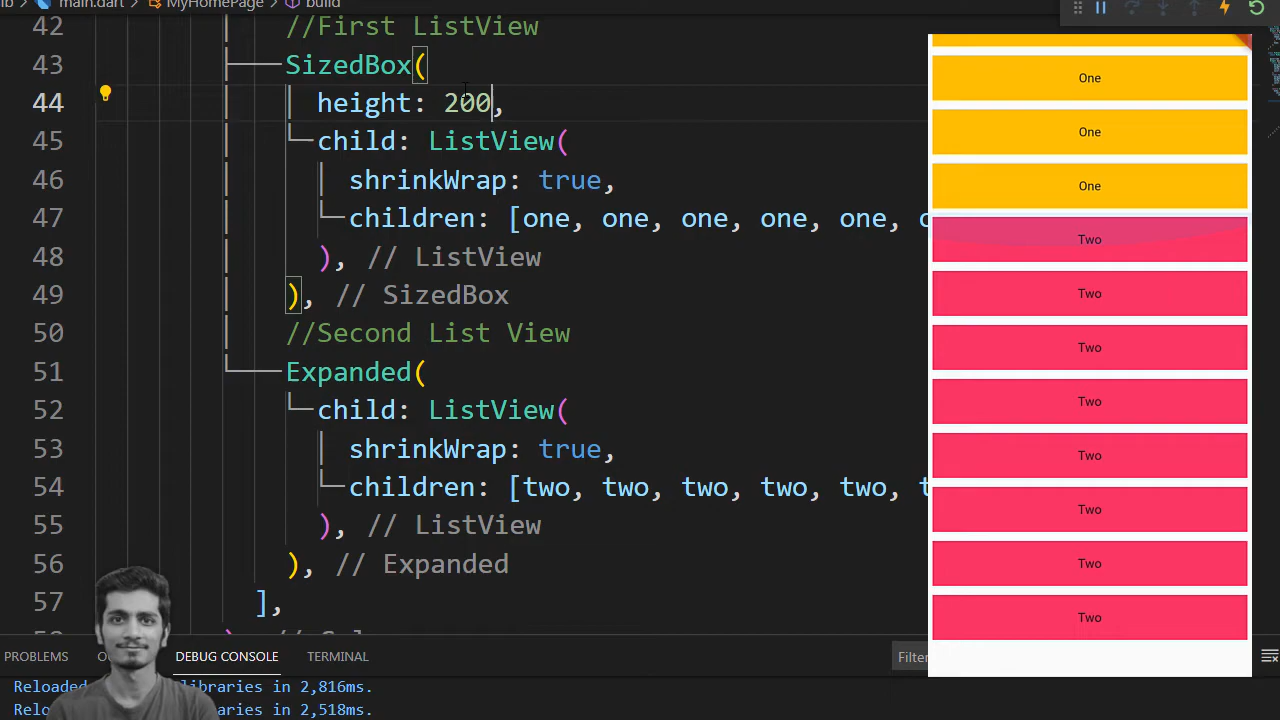 lib main.dart MyHomePage build
42 //First ListView
43 SizedBox(
44 height: 200,
45 child: ListView(
46 shrinkWrap: true,
47 children: [one, one, one, one, one,
48 ), // ListView
49 ), // SizedBox
50 //Second List View
51 Expanded(
52 child: ListView(
53 shrinkWrap: true,
54 children: [two, two, two, two, two,
55 ), // ListView
56 ), // Expanded
57 ],
PROBLEMS DEBUG CONSOLE TERMINAL Filter
Reloaded libraries in 2,816ms.
in 2,518ms.
One
One
One
Two
Two
Two
Two
Two
Two
Two
Two